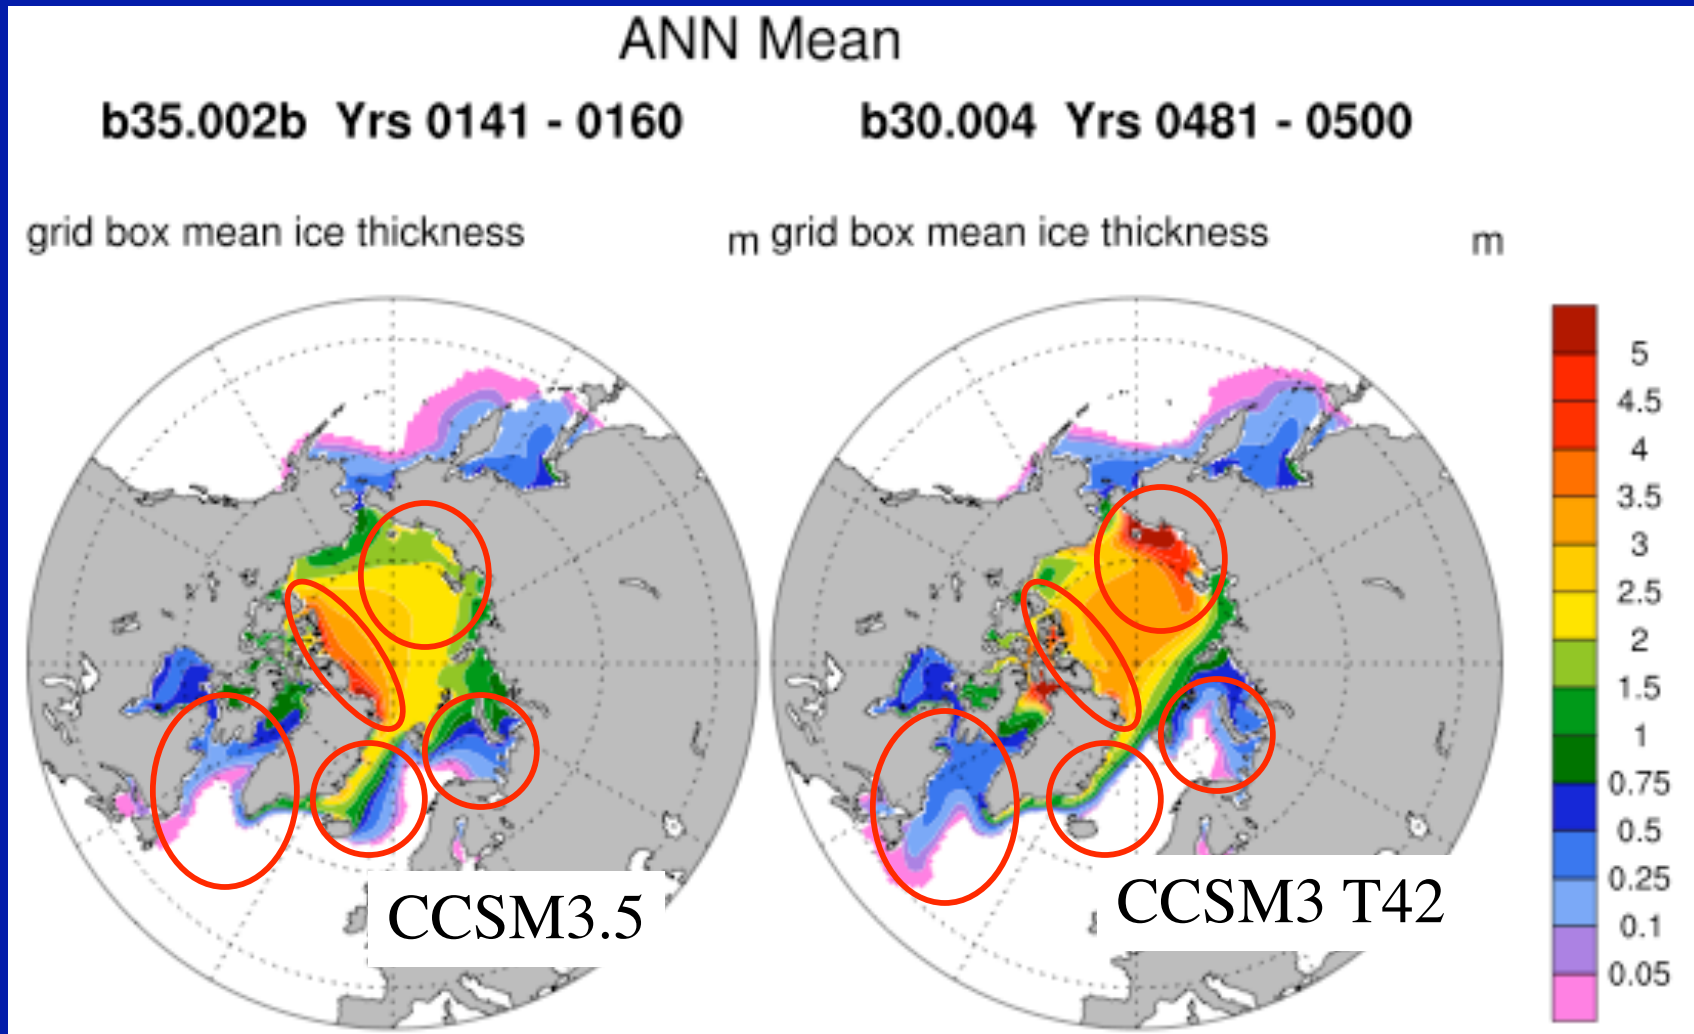 ANN Mean
b35.002b Yrs 0141 - 0160
b30.004 Yrs 0481 - 0500
grid box mean ice thickness m
grid box mean ice thickness m
5
4.5
4
3.5
3
2.5
2
1.5
1
0.75
0.5
0.25
0.1
0.05
CCSM3.5
CCSM3 T42